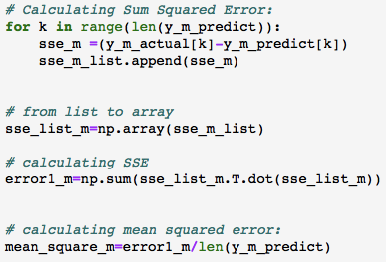 # Calculating Sum Squared Error:
for k in range(len(y_m_predict)):
    sse_m =(y_m_actual[k]-y_m_predict[k])
    sse_m_list.append(sse_m)
# from list to array
sse_list_m=np.array(sse_m_list)
# calculating SSE
error1_m=np.sum(sse_list_m.T.dot(sse_list_m))
# calculating mean squared error:
mean_square_m=error1_m/len(y_m_predict)